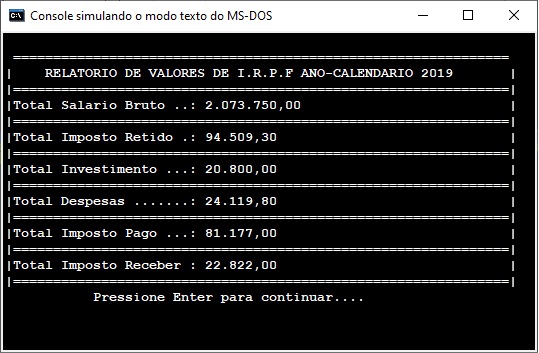 Console simulando o modo texto do MS-DOS
=============================================================
| RELATORIO DE VALORES DE I.R.P.F ANO-CALENDARIO 2019 |
|=============================================================|
|Total Salario Bruto ..: 2.073.750,00 |
|=============================================================|
|Total Imposto Retido .: 94.509,30 |
|=============================================================|
|Total Investimento ...: 20.800,00 |
|=============================================================|
|Total Despesas .......: 24.119,80 |
|=============================================================|
|Total Imposto Pago ...: 81.177,00 |
|=============================================================|
|Total Imposto Receber : 22.822,00 |
|=============================================================|
Pressione Enter para continuar....